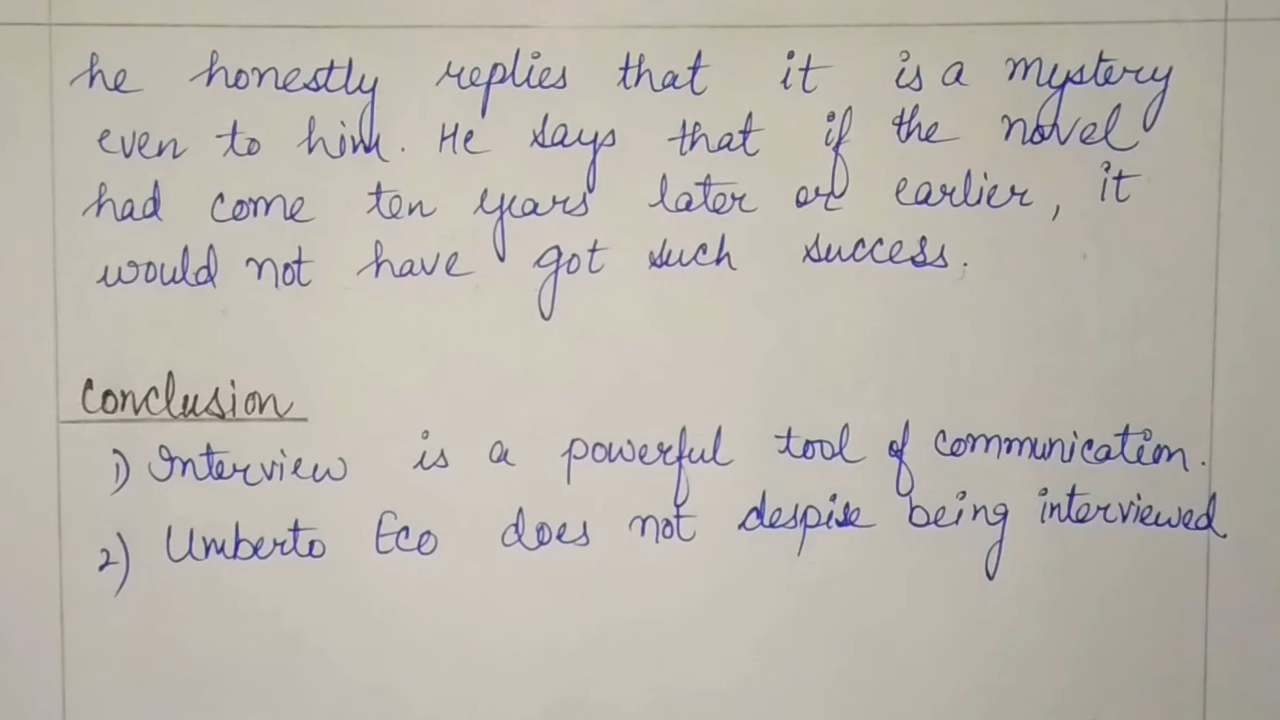 he honestly replies that it is a mystery
even to him. He says that if the novel
had come ten years later or earlier, it
would not have got such success.
Conclusion
1) Interview is a powerful tool of communication.
2) Umberto Eco does not despise being interviewed